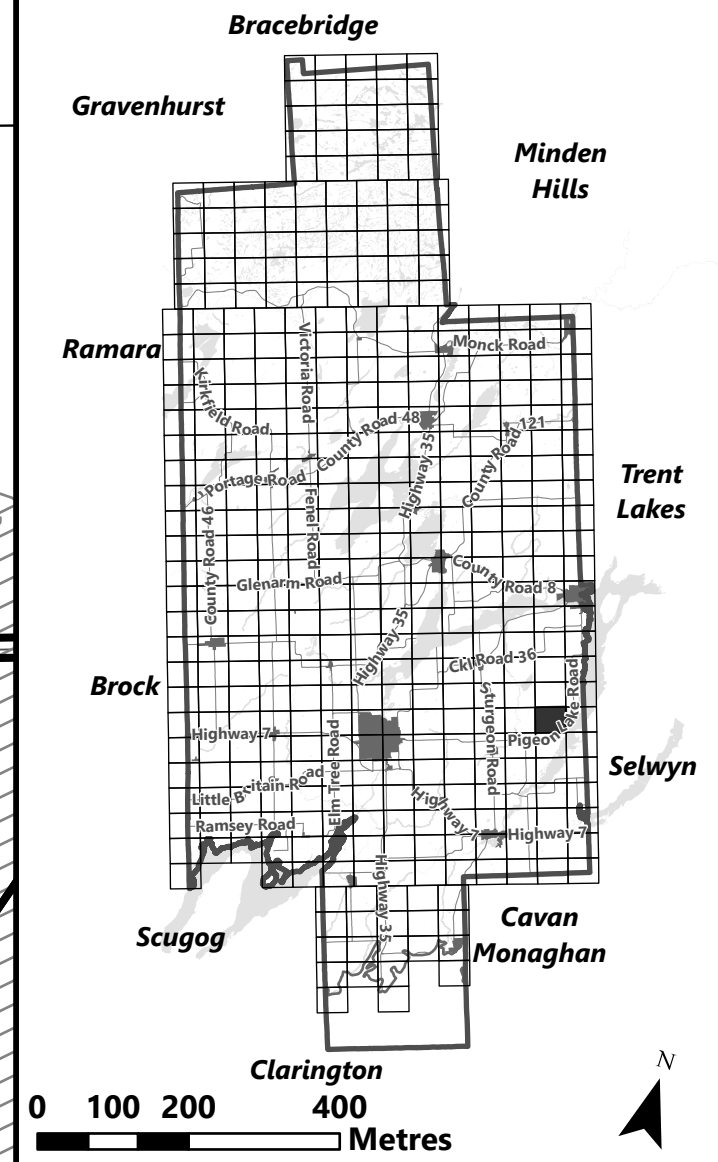 Bracebridge
Gravenhurst
Minden
Hills
Ramara
Monck Road
Victoria Road
Kirkfield Road
County Road 48
County Road 121
Highway 35
Trent
Lakes
Portage Road
Fenel Road
County Road 46
Glenarm Road
County Road 8
Highway 35
Ckl Road 36
Brock
Sturgeon Road
Pigeon Lake Road
Highway 7
Elm Tree Road
Selwyn
Little Britain Road
Highway 7
Highway 7
Ramsey Road
Highway 35
Scugog
Cavan
Monaghan
Clarington
N
0 100 200 400
Metres